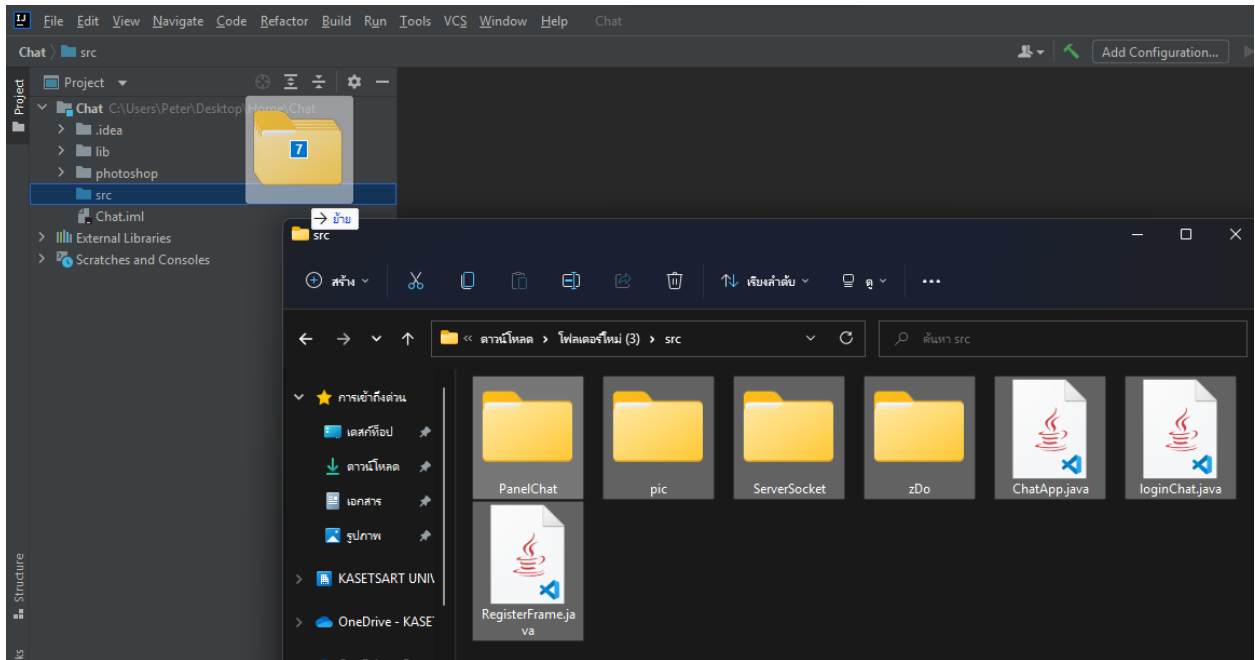 IJ File Edit View Navigate Code Refactor Build Run Tools VCS Window Help Chat
Chat src Add Configuration...
Project
Project
Chat C:\Users\Peter\Desktop\Home\Chat
.idea
7
lib
photoshop
src
Chat.iml
ย้าย
External Libraries
Scratches and Consoles
Structure
src
สร้าง เรียงลำดับ ดู
« ดาวน์โหลด › โฟลเดอร์ใหม่ (3) › src
ค้นหา src
การเข้าถึงด่วน
เดสก์ท็อป
ดาวน์โหลด
เอกสาร
รูปภาพ
KASETSART UNIV
OneDrive - KASE
PanelChat pic ServerSocket zDo ChatApp.java loginChat.java
RegisterFrame.ja
va